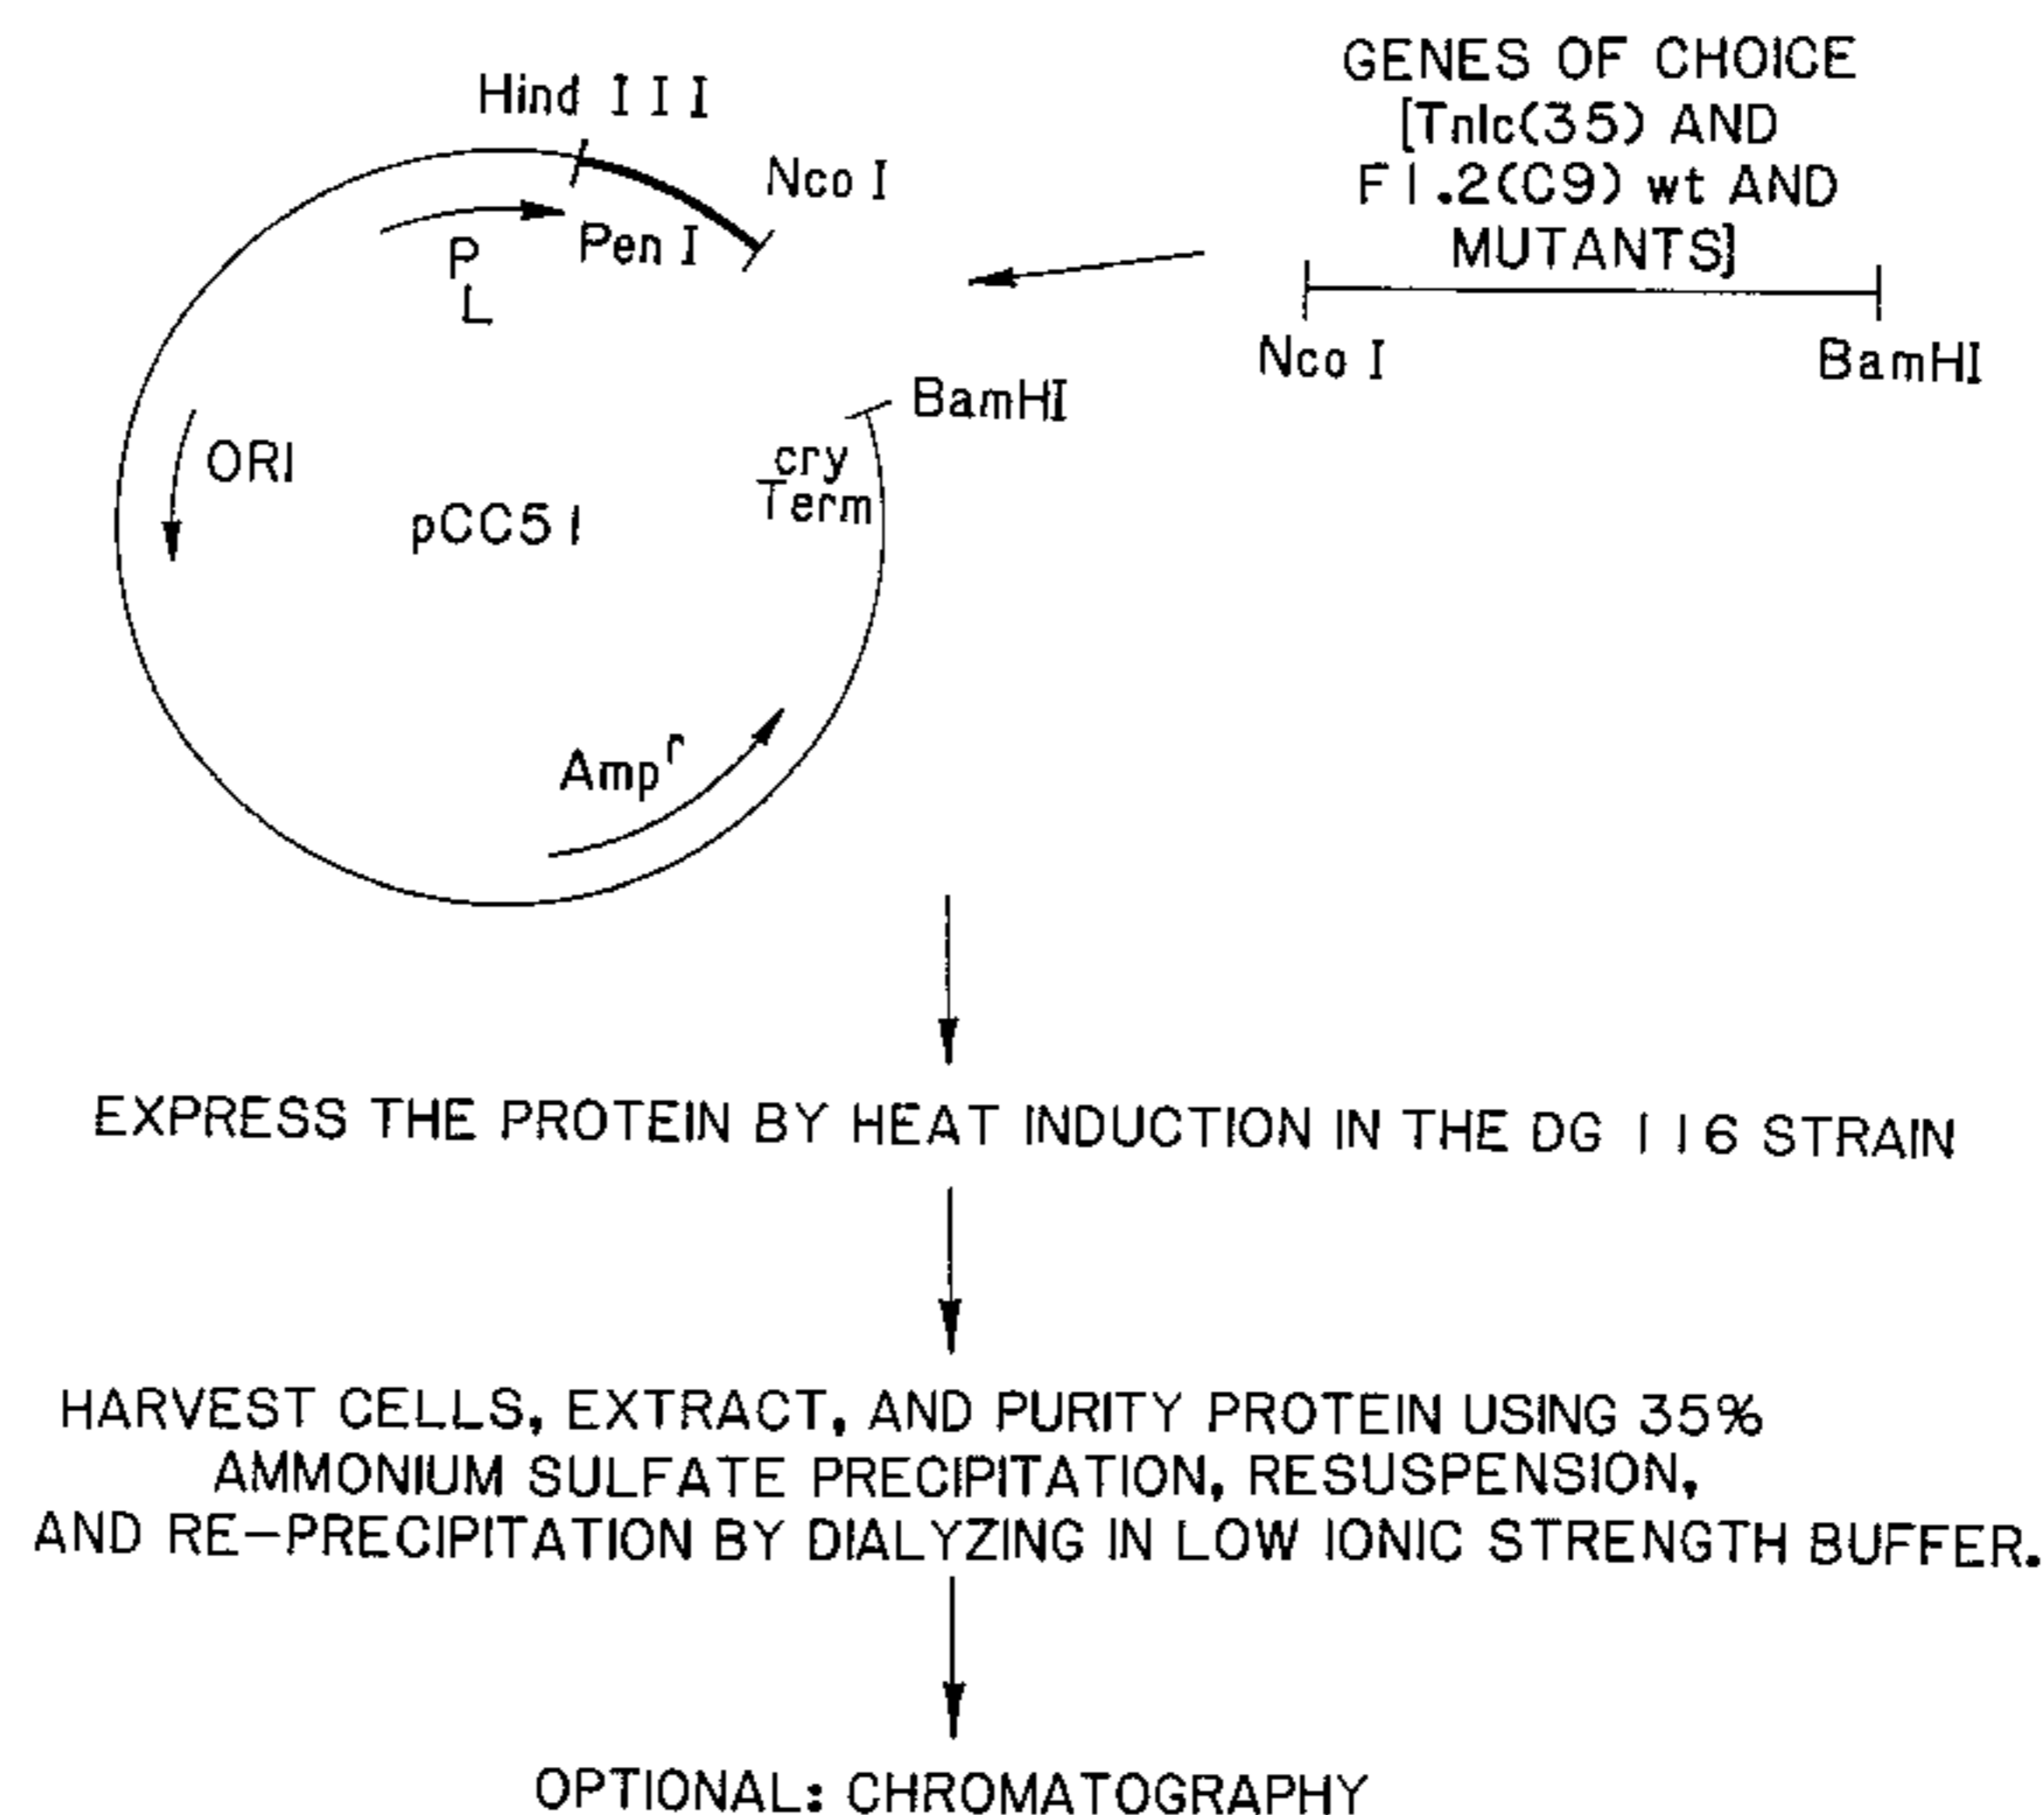 Hind III
Nco I
Pen I
P
L
ORI
pCC51
BamHI
cry
Term
Amp^r
GENES OF CHOICE
[TnIc(35) AND
F1.2(C9) wt AND
MUTANTS]
Nco I
BamHI
EXPRESS THE PROTEIN BY HEAT INDUCTION IN THE DG 116 STRAIN
HARVEST CELLS, EXTRACT, AND PURITY PROTEIN USING 35%
AMMONIUM SULFATE PRECIPITATION, RESUSPENSION,
AND RE-PRECIPITATION BY DIALYZING IN LOW IONIC STRENGTH BUFFER.
OPTIONAL: CHROMATOGRAPHY